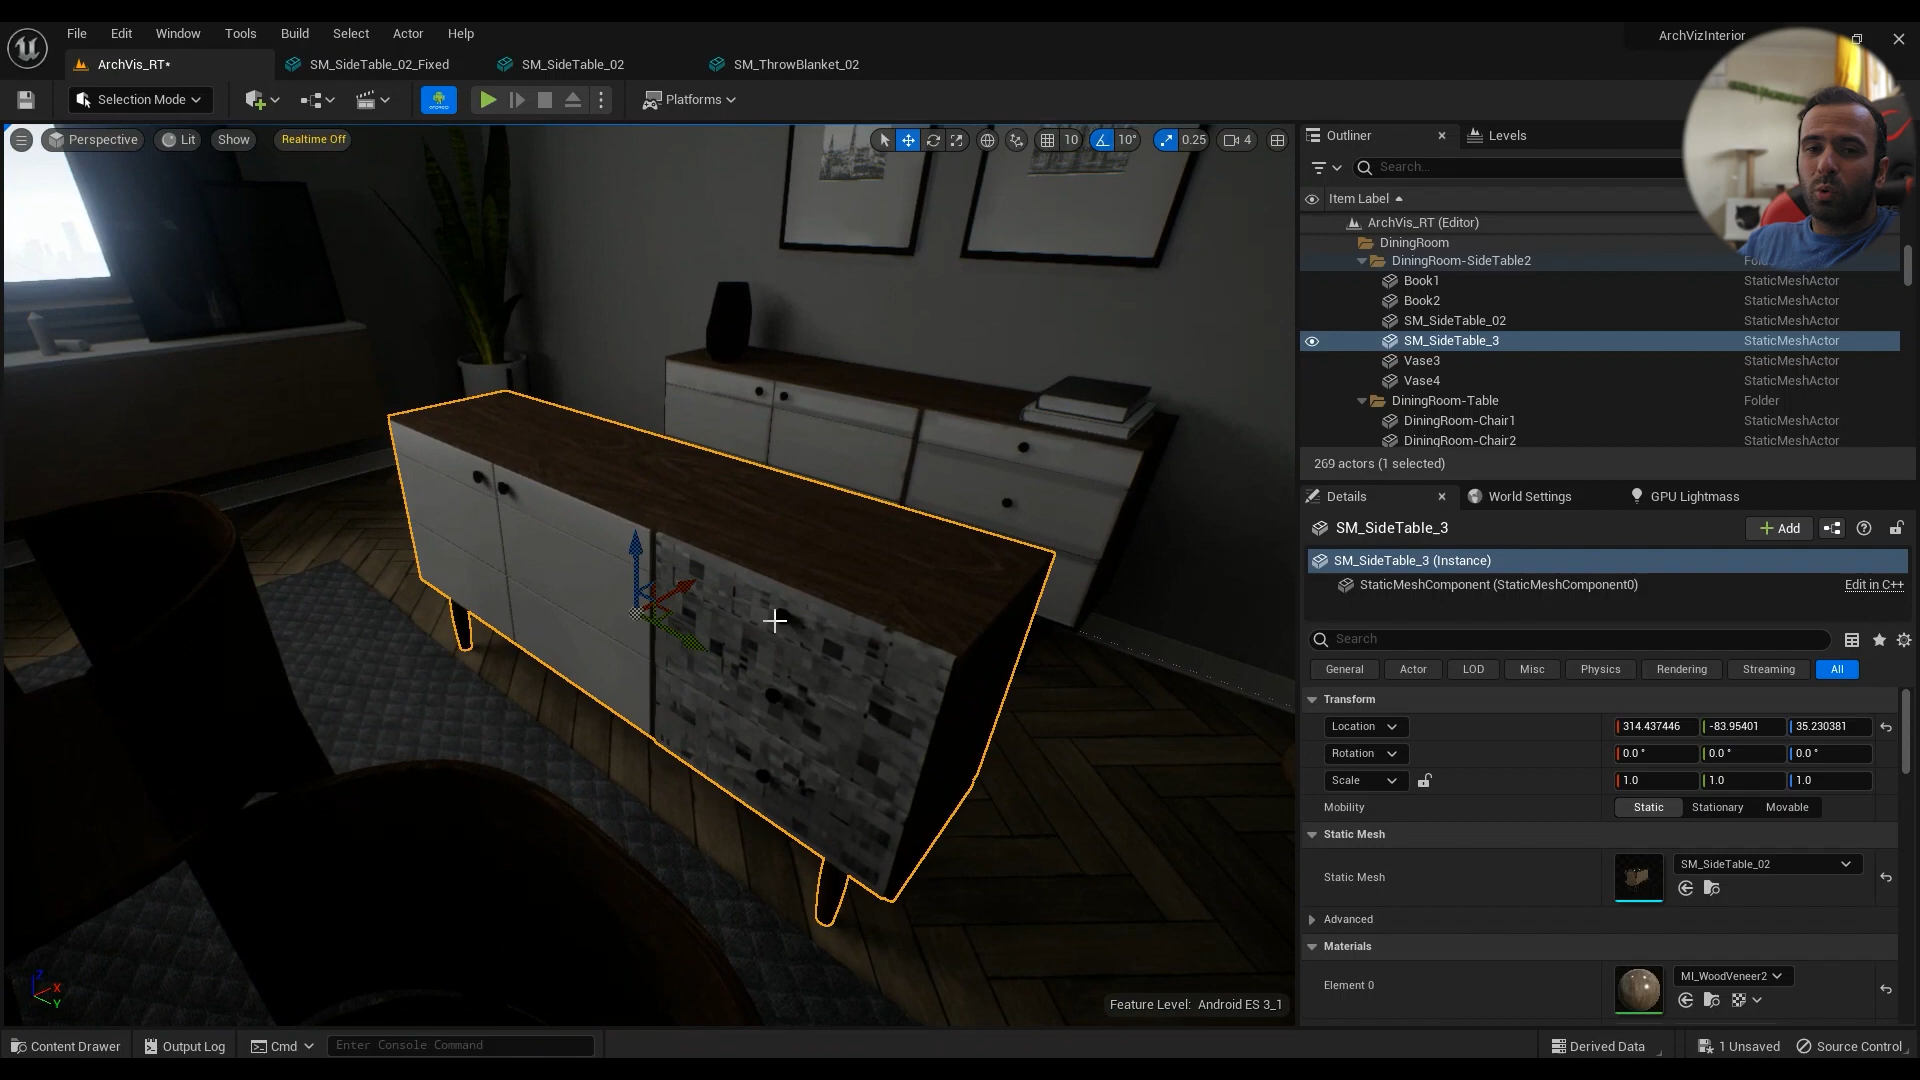 File Edit Window Tools Build Select Actor Help
ArchVizInterior
ArchVis_RT* SM_SideTable_02_Fixed SM_SideTable_02 SM_ThrowBlanket_02
Selection Mode Platforms
Perspective Lit Show Realtime Off 10 10° 0.25 4
Outliner Levels
Search...
Item Label
ArchVis_RT (Editor)
DiningRoom
DiningRoom-SideTable2
Book1 StaticMeshActor
Book2 StaticMeshActor
SM_SideTable_02 StaticMeshActor
SM_SideTable_3 StaticMeshActor
Vase3 StaticMeshActor
Vase4 StaticMeshActor
DiningRoom-Table Folder
DiningRoom-Chair1 StaticMeshActor
DiningRoom-Chair2 StaticMeshActor
269 actors (1 selected)
Details World Settings GPU Lightmass
SM_SideTable_3 Add
SM_SideTable_3 (Instance)
StaticMeshComponent (StaticMeshComponent0) Edit in C++
Search
General Actor LOD Misc Physics Rendering Streaming All
Transform
Location 314.437446 -83.95401 35.230381
Rotation 0.0° 0.0° 0.0°
Scale 1.0 1.0 1.0
Mobility Static Stationary Movable
Static Mesh
Static Mesh SM_SideTable_02
Advanced
Materials
Element 0 MI_WoodVeneer2
Z
X
Y
Feature Level: Android ES 3_1
Content Drawer Output Log Cmd Enter Console Command Derived Data 1 Unsaved Source Control